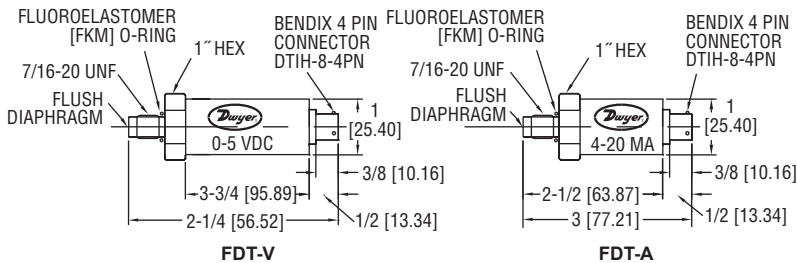 FLUOROELASTOMER
[FKM] O-RING
1˝ HEX
7/16-20 UNF
FLUSH
DIAPHRAGM
BENDIX 4 PIN
CONNECTOR
DTIH-8-4PN
Dwyer
0-5 VDC
1
[25.40]
3/8 [10.16]
3-3/4 [95.89]
2-1/4 [56.52]
1/2 [13.34]
FDT-V
FLUOROELASTOMER
[FKM] O-RING
1˝ HEX
7/16-20 UNF
FLUSH
DIAPHRAGM
BENDIX 4 PIN
CONNECTOR
DTIH-8-4PN
Dwyer
4-20 MA
1
[25.40]
3/8 [10.16]
2-1/2 [63.87]
3 [77.21]
1/2 [13.34]
FDT-A